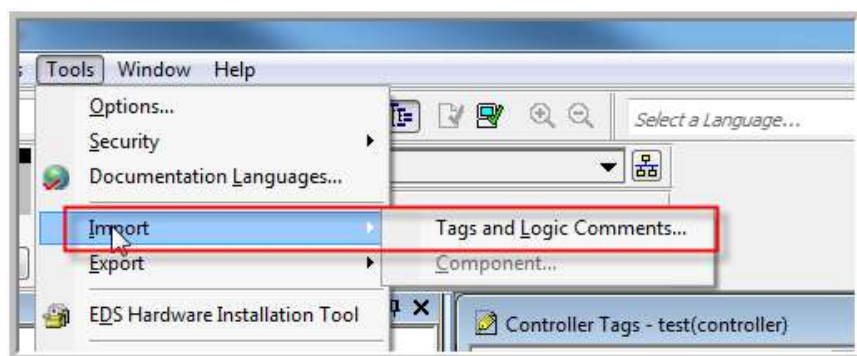 Tools Window Help
Options...
Select a Language...
Security
Documentation Languages...
Import
Tags and Logic Comments...
Export
Component...
EDS Hardware Installation Tool
Controller Tags - test(controller)